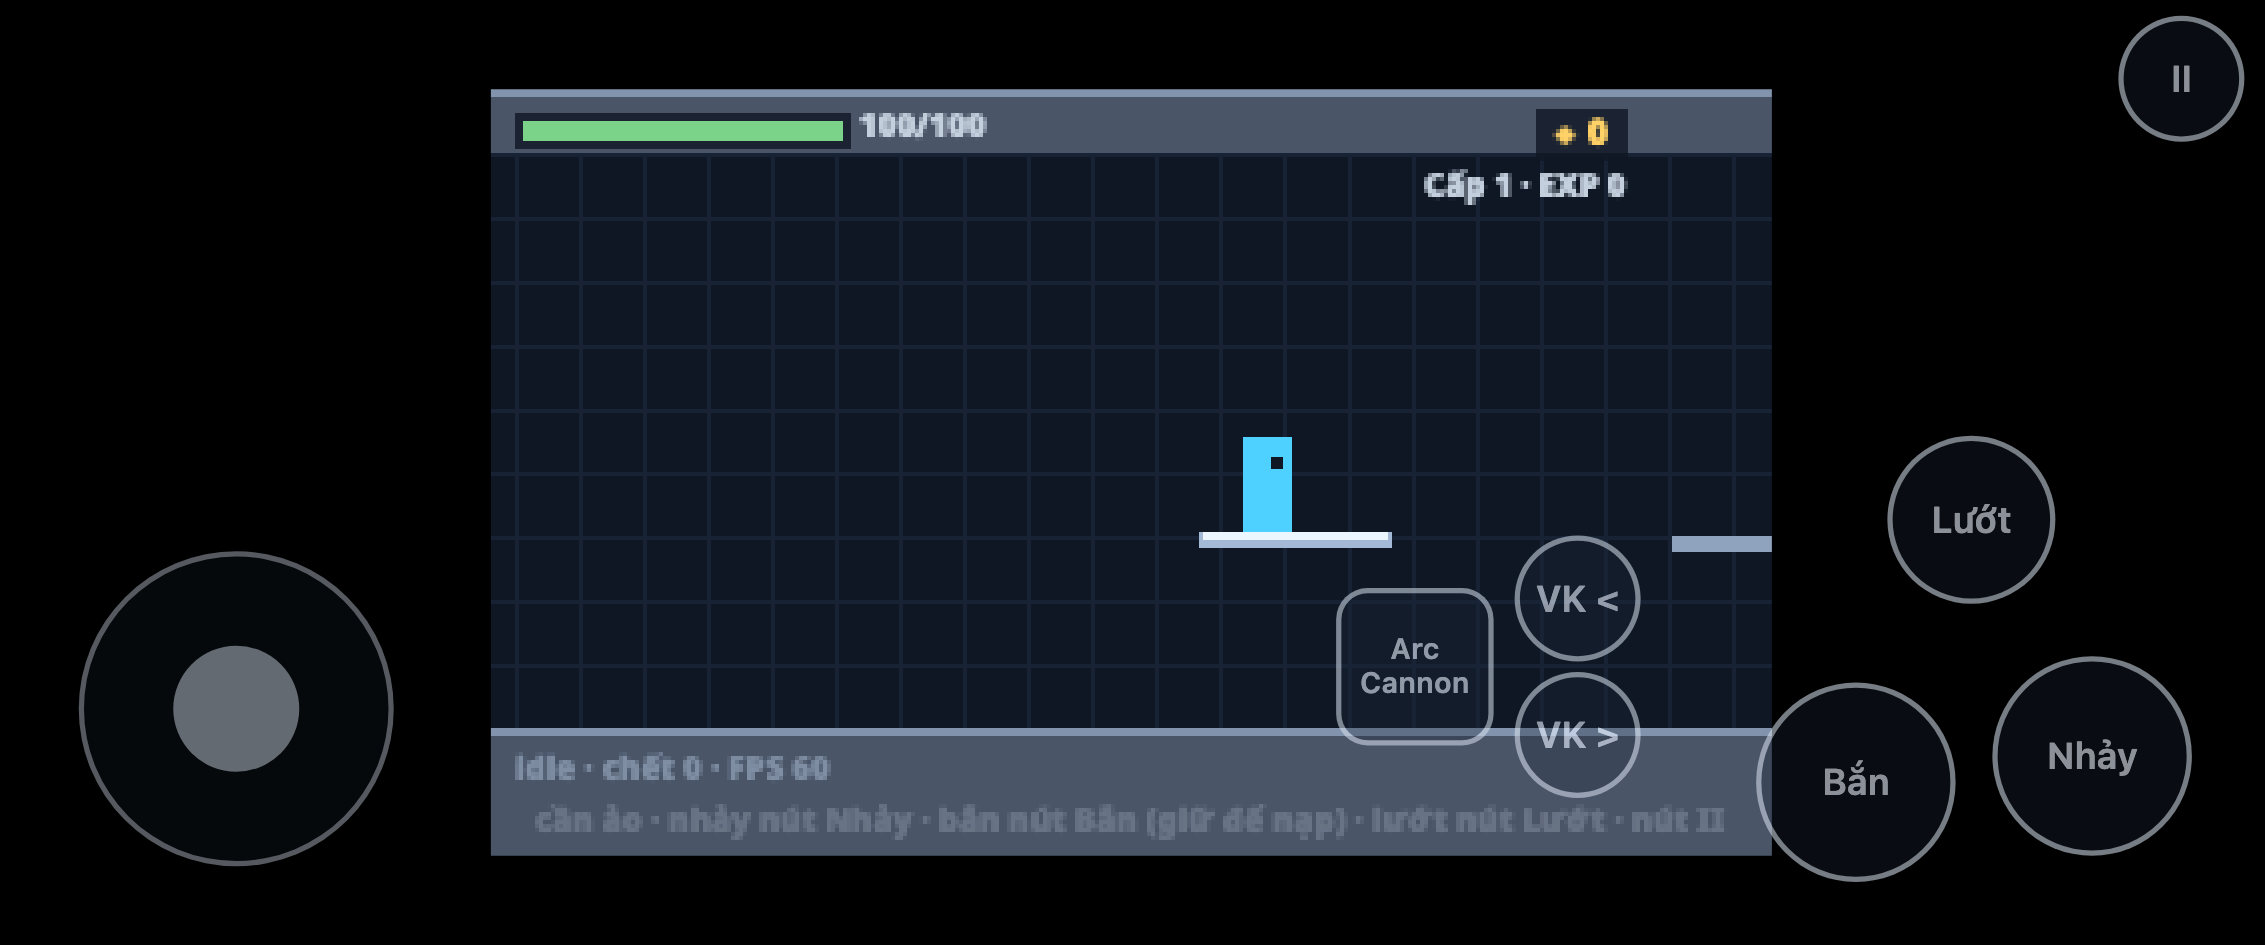 II
100/100
0
Cấp 1 · EXP 0
Lướt
VK <
Arc
Cannon
VK >
Bắn
Nhảy
Idle · chết 0 · FPS 60
cần ảo · nhảy nút Nhảy · bắn nút Bắn (giữ để nạp) · lướt nút Lướt · nút II